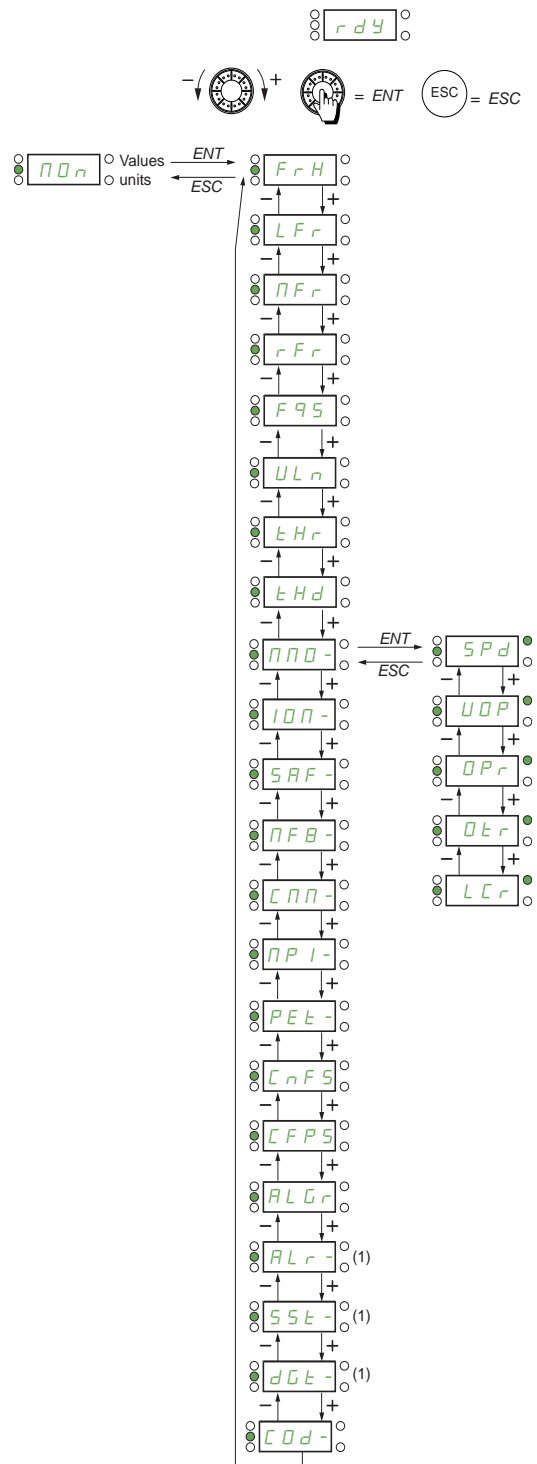 rdY
- + = ENT ESC = ESC
MOn Values units ENT ESC FrH
- +
LFr
- +
MFr
- +
rFr
- +
FqS
- +
ULn
- +
tHr
- +
tHd
- +
MMO- ENT ESC SPd
- + - +
IOM- UOP
- + - +
SAF- OPr
- + - +
MFB- Otr
- + - +
CMM- LCr
- +
MPI-
- +
PEt-
- +
CnFS
- +
CFPS
- +
ALGr
- +
ALr- (1)
- +
SSt- (1)
- +
dGt- (1)
- +
COd-